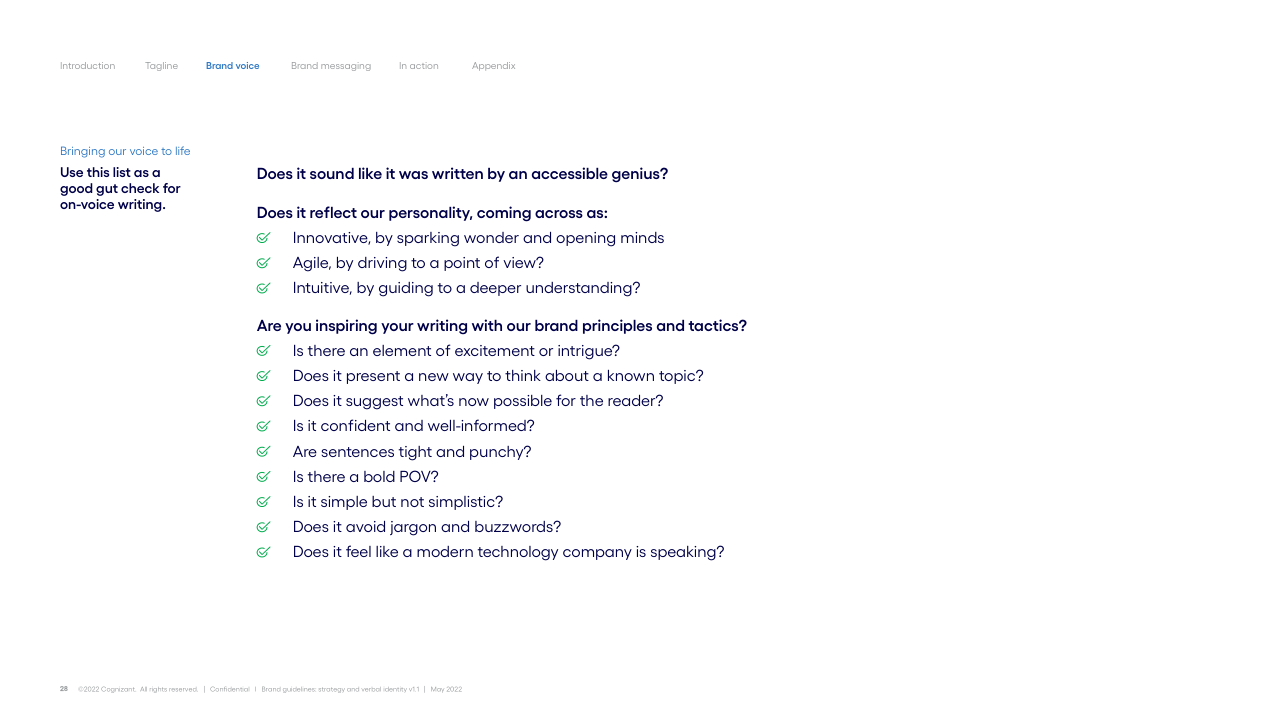 Introduction Tagline Brand voice Brand messaging In action Appendix
Bringing our voice to life
Use this list as a
good gut check for
on-voice writing.
Does it sound like it was written by an accessible genius?
Does it reflect our personality, coming across as:
Innovative, by sparking wonder and opening minds
Agile, by driving to a point of view?
Intuitive, by guiding to a deeper understanding?
Are you inspiring your writing with our brand principles and tactics?
Is there an element of excitement or intrigue?
Does it present a new way to think about a known topic?
Does it suggest what's now possible for the reader?
Is it confident and well-informed?
Are sentences tight and punchy?
Is there a bold POV?
Is it simple but not simplistic?
Does it avoid jargon and buzzwords?
Does it feel like a modern technology company is speaking?
28 ©2022 Cognizant. All rights reserved. | Confidential | Brand guidelines: strategy and verbal identity v1.1 | May 2022